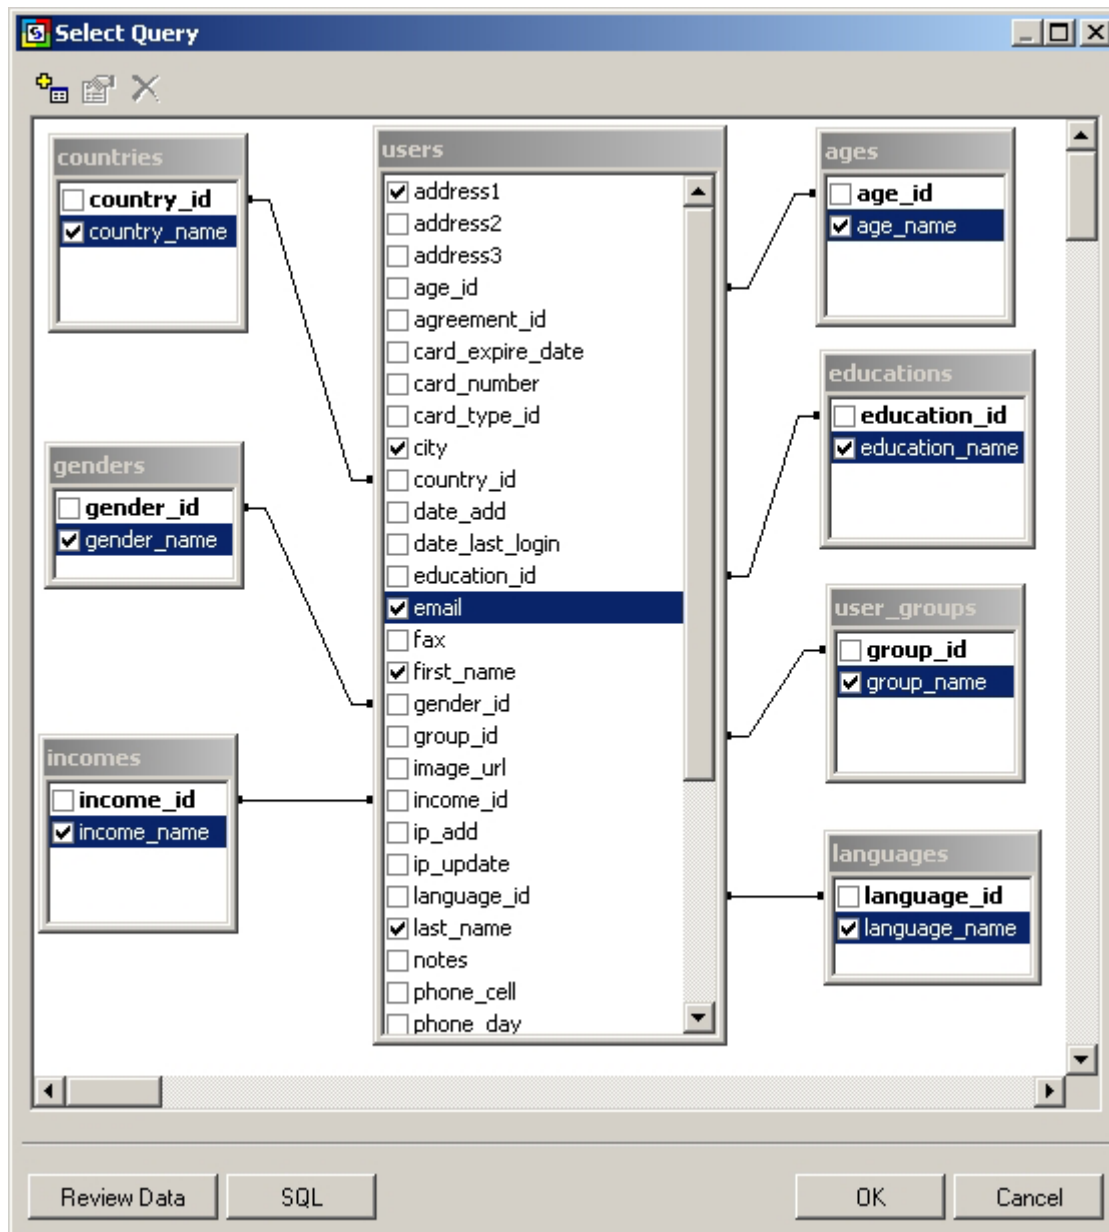 Select Query
countries
country_id
country_name
genders
gender_id
gender_name
incomes
income_id
income_name
users
address1
address2
address3
age_id
agreement_id
card_expire_date
card_number
card_type_id
city
country_id
date_add
date_last_login
education_id
email
fax
first_name
gender_id
group_id
image_url
income_id
ip_add
ip_update
language_id
last_name
notes
phone_cell
phone_day
ages
age_id
age_name
educations
education_id
education_name
user_groups
group_id
group_name
languages
language_id
language_name
Review Data
SQL
OK
Cancel